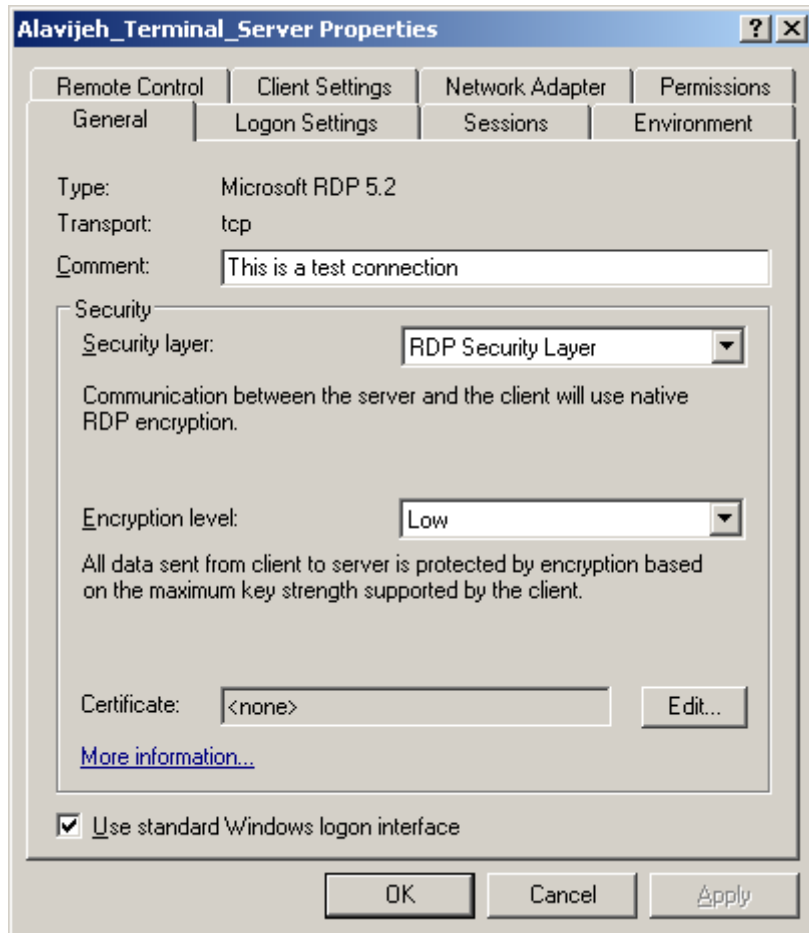 Alavijeh_Terminal_Server Properties
Remote Control Client Settings Network Adapter Permissions
General Logon Settings Sessions Environment
Type: Microsoft RDP 5.2
Transport: tcp
Comment: This is a test connection
Security
Security layer: RDP Security Layer
Communication between the server and the client will use native
RDP encryption.
Encryption level: Low
All data sent from client to server is protected by encryption based
on the maximum key strength supported by the client.
Certificate: <none> Edit...
More information...
Use standard Windows logon interface
OK Cancel Apply